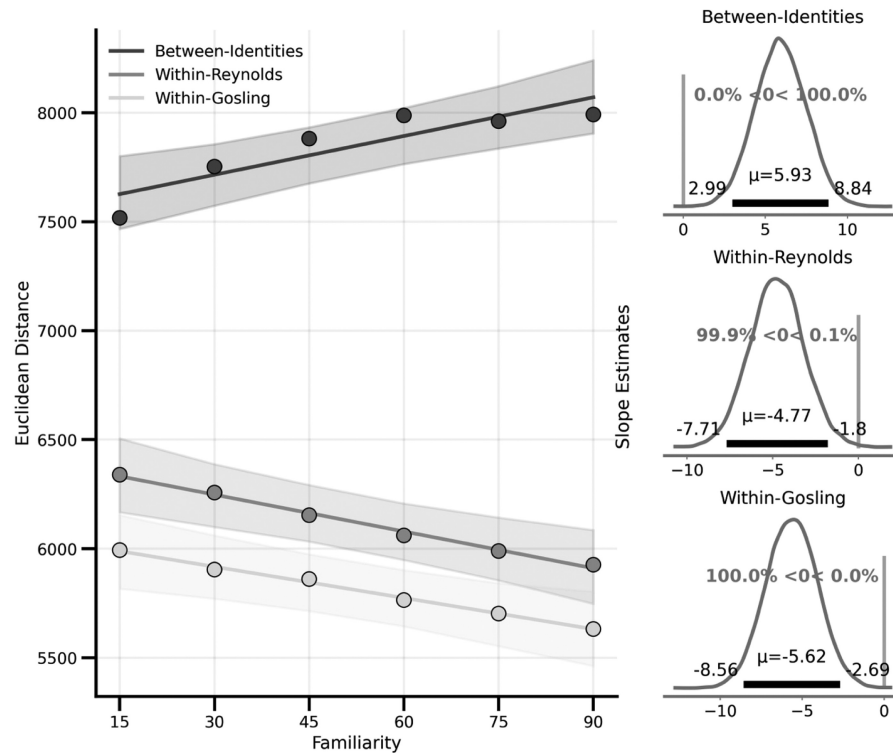 Between-Identities
Within-Reynolds
Within-Gosling
8000
7500
7000
6500
6000
5500
Euclidean Distance
15 30 45 60 75 90
Familiarity
Slope Estimates
Between-Identities
0.0% <0< 100.0%
μ=5.93
2.99 8.84
0 5 10
Within-Reynolds
99.9% <0< 0.1%
μ=-4.77
-7.71 -1.8
−10 −5 0
Within-Gosling
100.0% <0< 0.0%
μ=-5.62
-8.56 -2.69
−10 −5 0